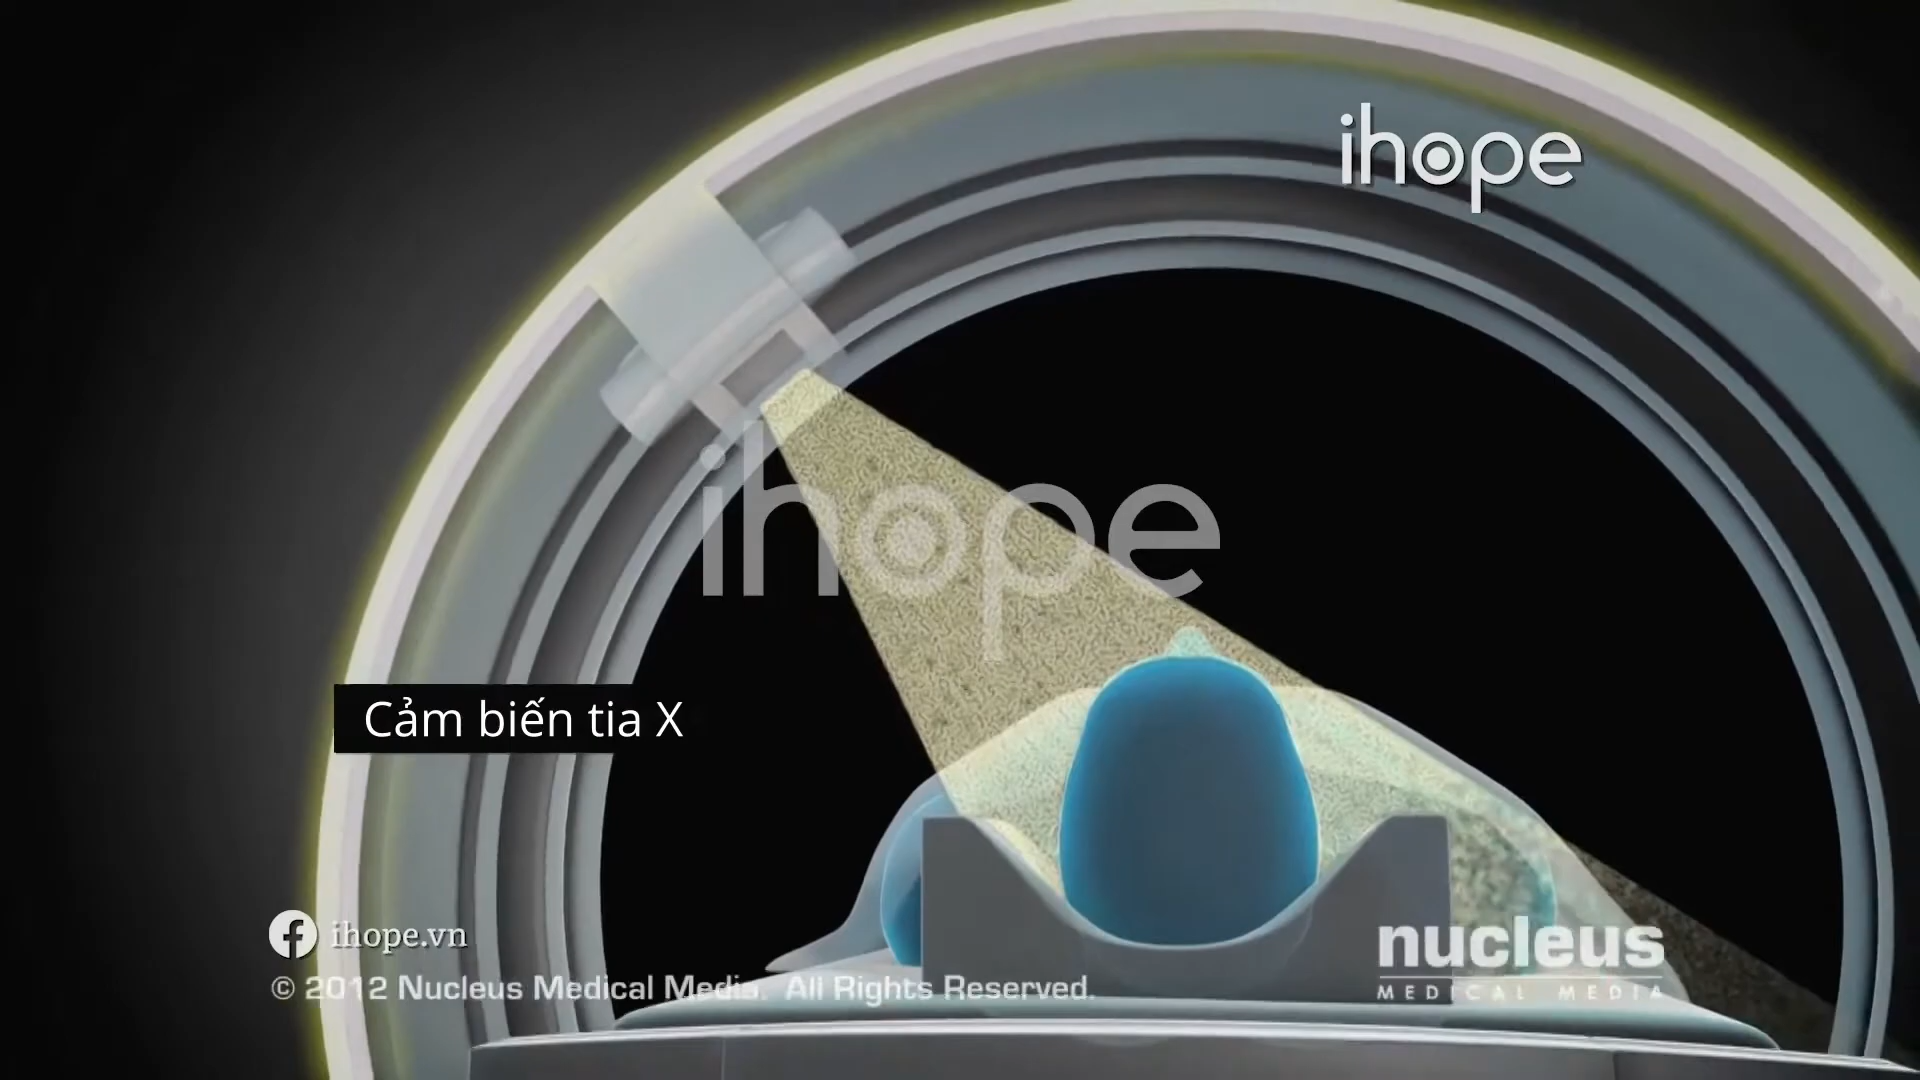 ihope
ihope
Cảm biến tia X
ihope.vn
© 2012 Nucleus Medical Media. All Rights Reserved.
nucleus
MEDICAL MEDIA